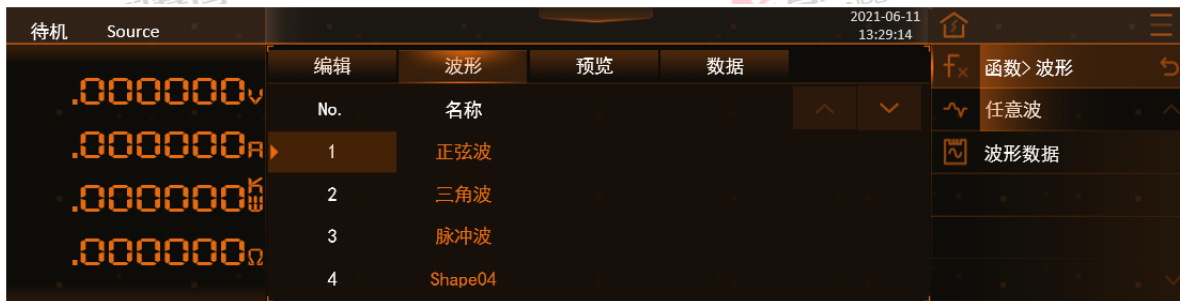 待机 Source
2021-06-11
13:29:14
编辑 波形 预览 数据
fx 函数> 波形
.000000V
No. 名称
任意波
.000000A
1 正弦波
波形数据
.000000KW
2 三角波
3 脉冲波
.000000Ω
4 Shape04